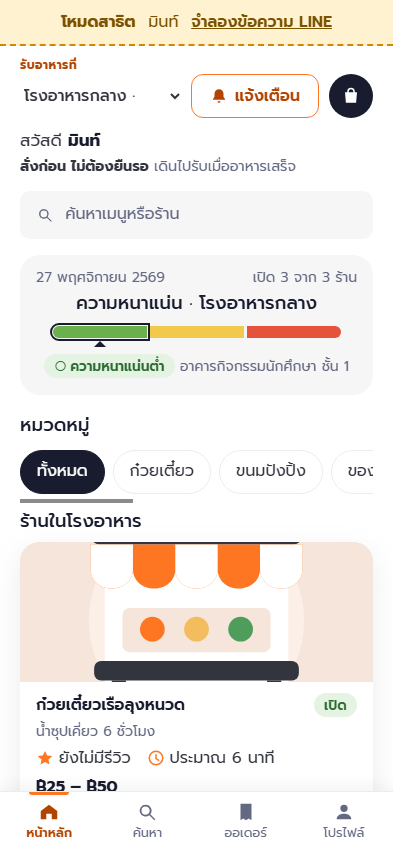 โหมดสาธิต มินท์ จำลองข้อความ LINE
รับอาหารที่
โรงอาหารกลาง ·
แจ้งเตือน
สวัสดี มินท์
สั่งก่อน ไม่ต้องยืนรอ เดินไปรับเมื่ออาหารเสร็จ
ค้นหาเมนูหรือร้าน
27 พฤศจิกายน 2569 เปิด 3 จาก 3 ร้าน
ความหนาแน่น · โรงอาหารกลาง
ความหนาแน่นต่ำ อาคารกิจกรรมนักศึกษา ชั้น 1
หมวดหมู่
ทั้งหมด ก๋วยเตี๋ยว ขนมปังปิ้ง ของ
ร้านในโรงอาหาร
ก๋วยเตี๋ยวเรือลุงหนวด เปิด
น้ำซุปเคี่ยว 6 ชั่วโมง
ยังไม่มีรีวิว ประมาณ 6 นาที
฿25 – ฿50
หน้าหลัก ค้นหา ออเดอร์ โปรไฟล์